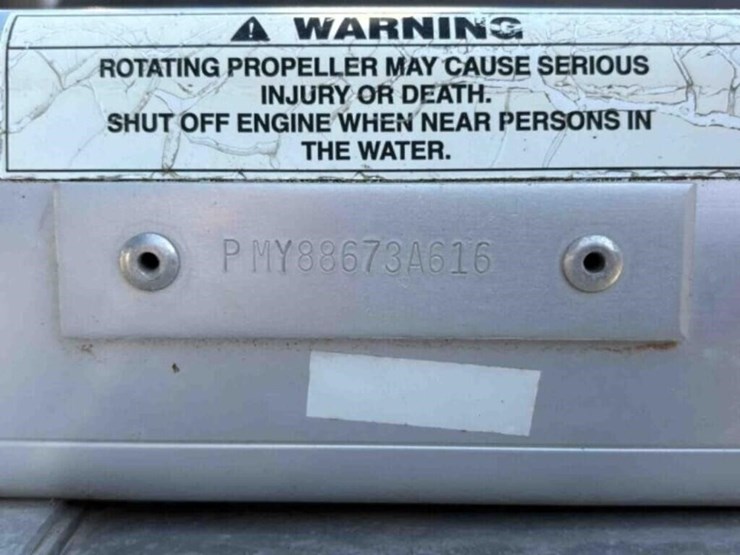 WARNING
ROTATING PROPELLER MAY CAUSE SERIOUS
INJURY OR DEATH.
SHUT OFF ENGINE WHEN NEAR PERSONS IN
THE WATER.
PMY88673A616